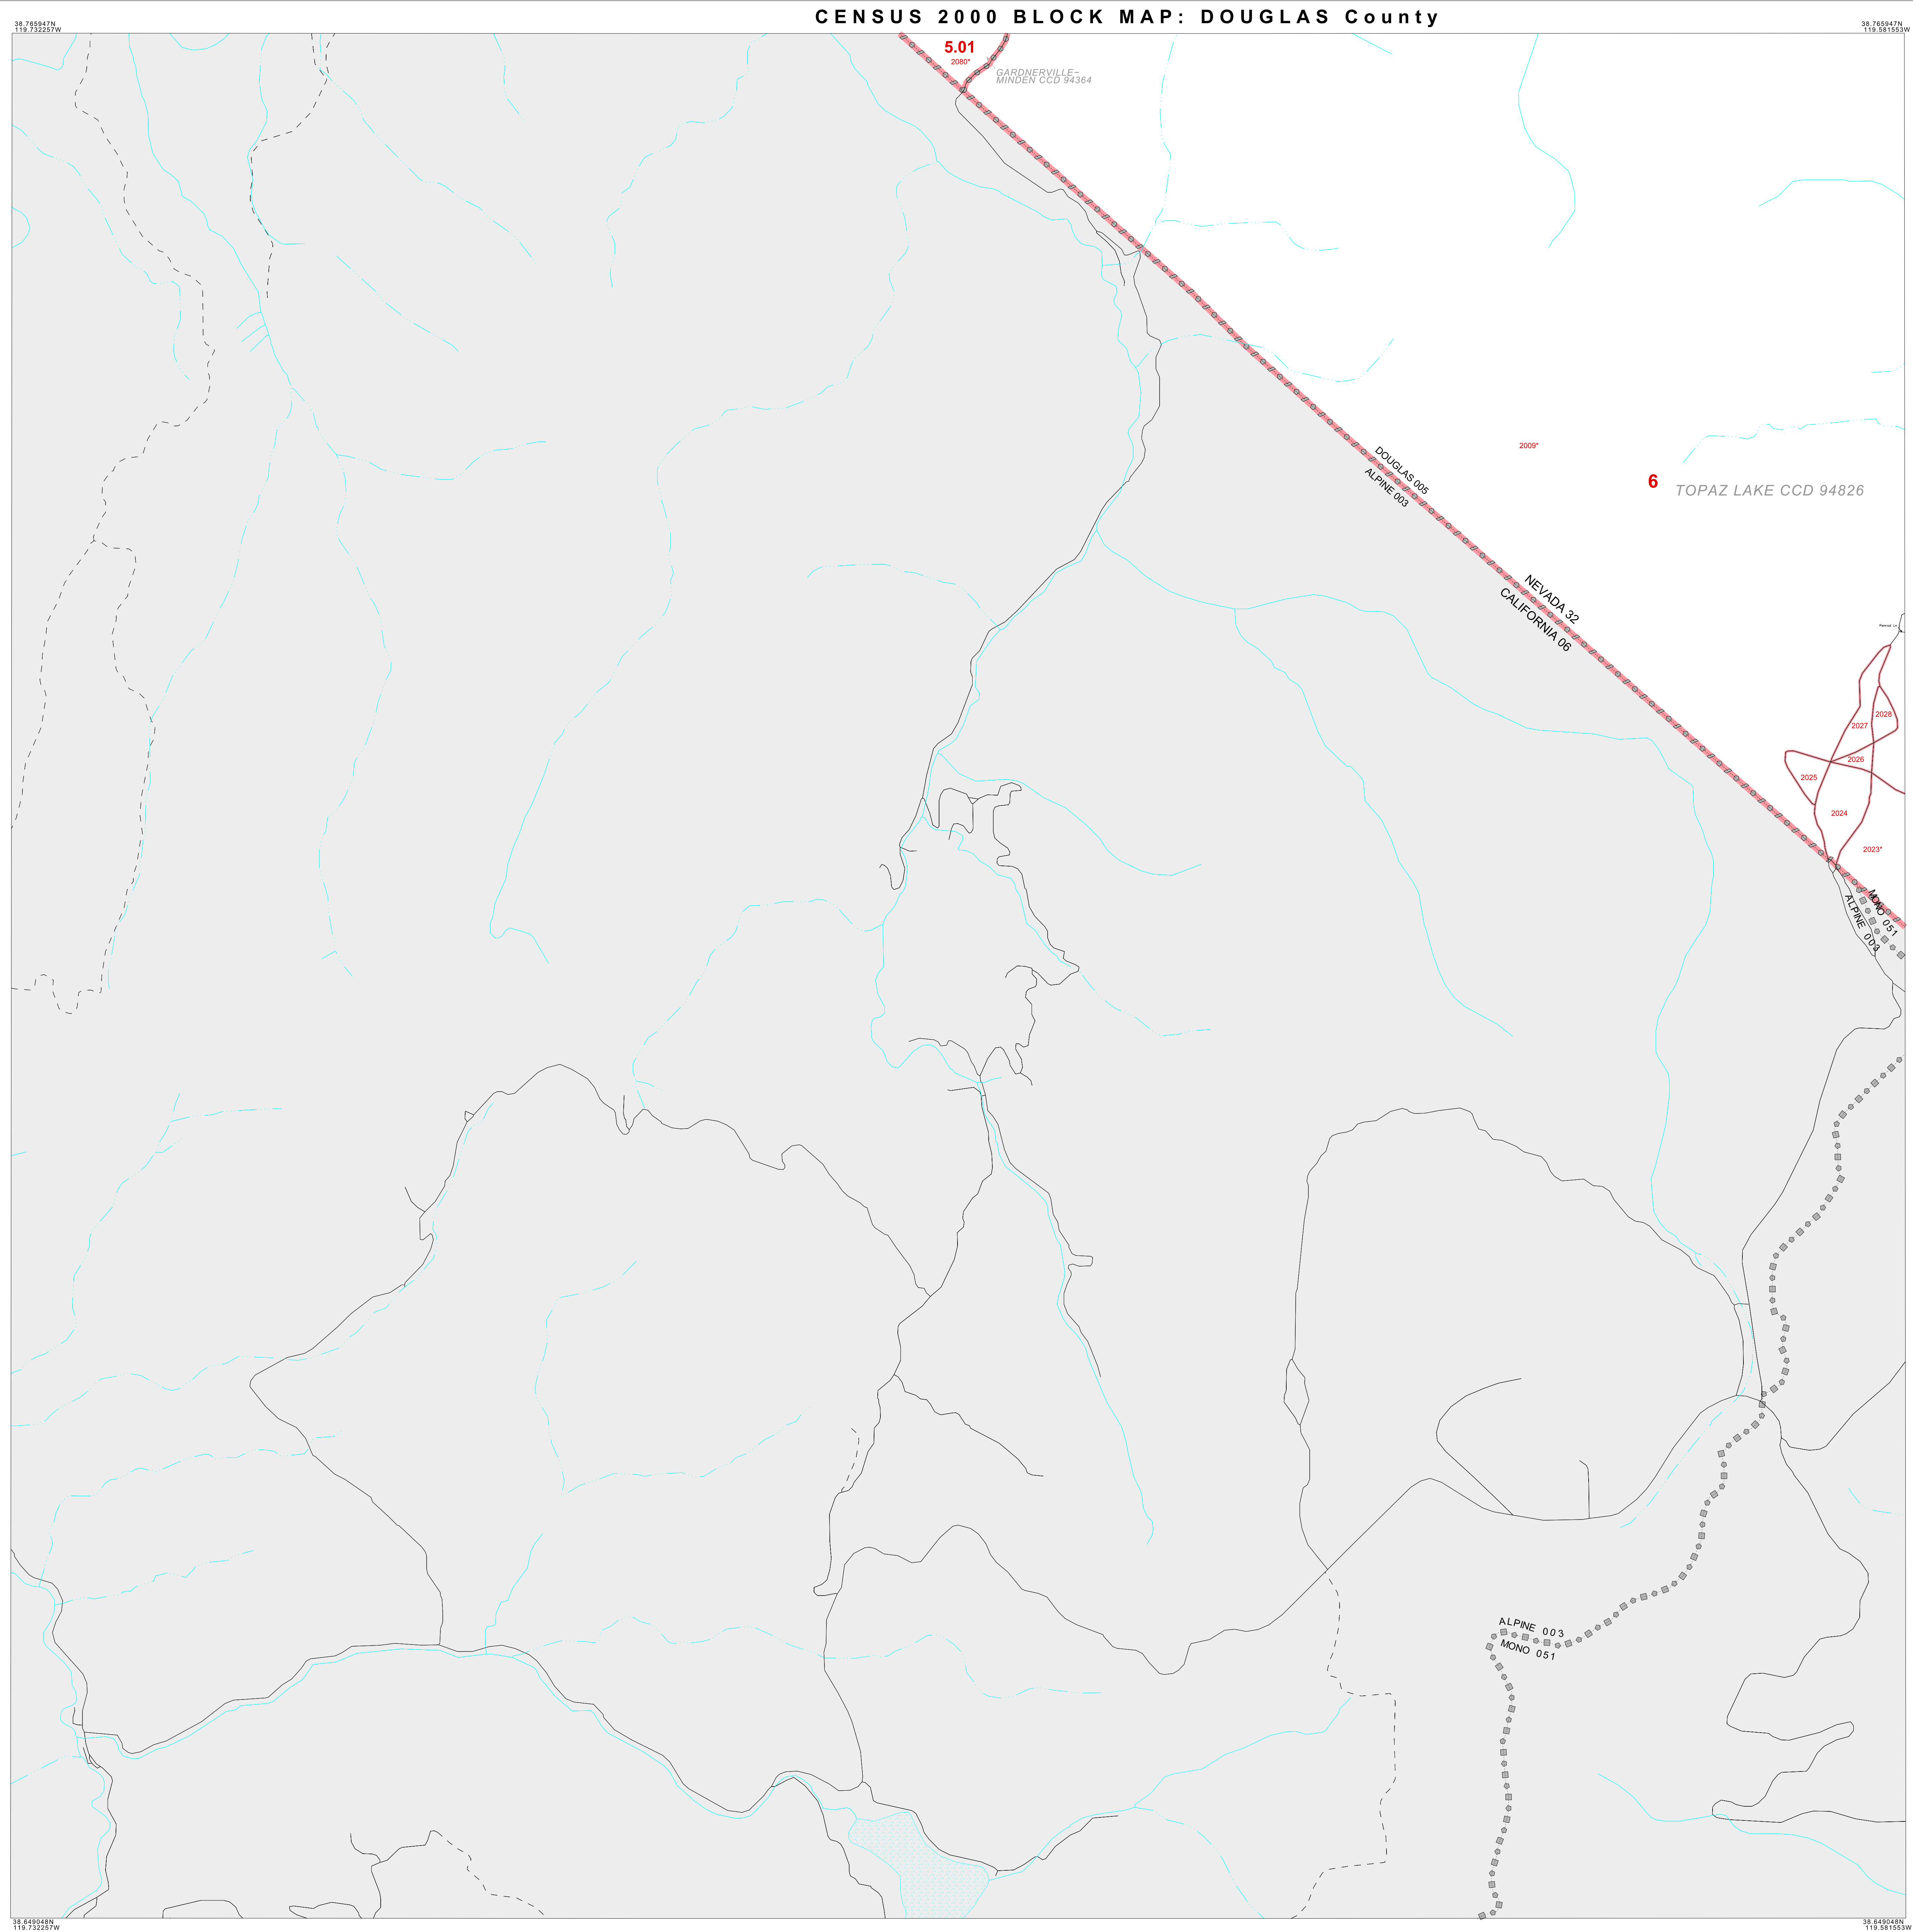 CENSUS 2000 BLOCK MAP: DOUGLAS County
38.765947N
119.732257W
38.765947N
119.581553W
5.01
2080*
GARDNERVILLE–
MINDEN CCD 94364
2009*
DOUGLAS 005
ALPINE 003
6
TOPAZ LAKE CCD 94826
NEVADA 32
CALIFORNIA 06
2028
2027
2026
2025
2024
2023*
MONO 051
ALPINE 003
ALPINE 003
MONO 051
38.649048N
119.732257W
38.649048N
119.581553W